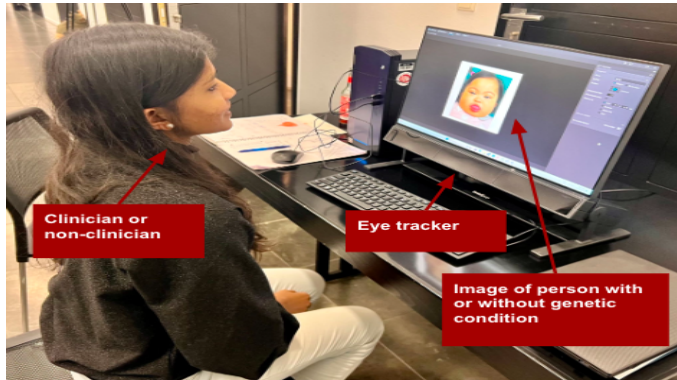 Clinician or
non-clinician
Eye tracker
Image of person with
or without genetic
condition